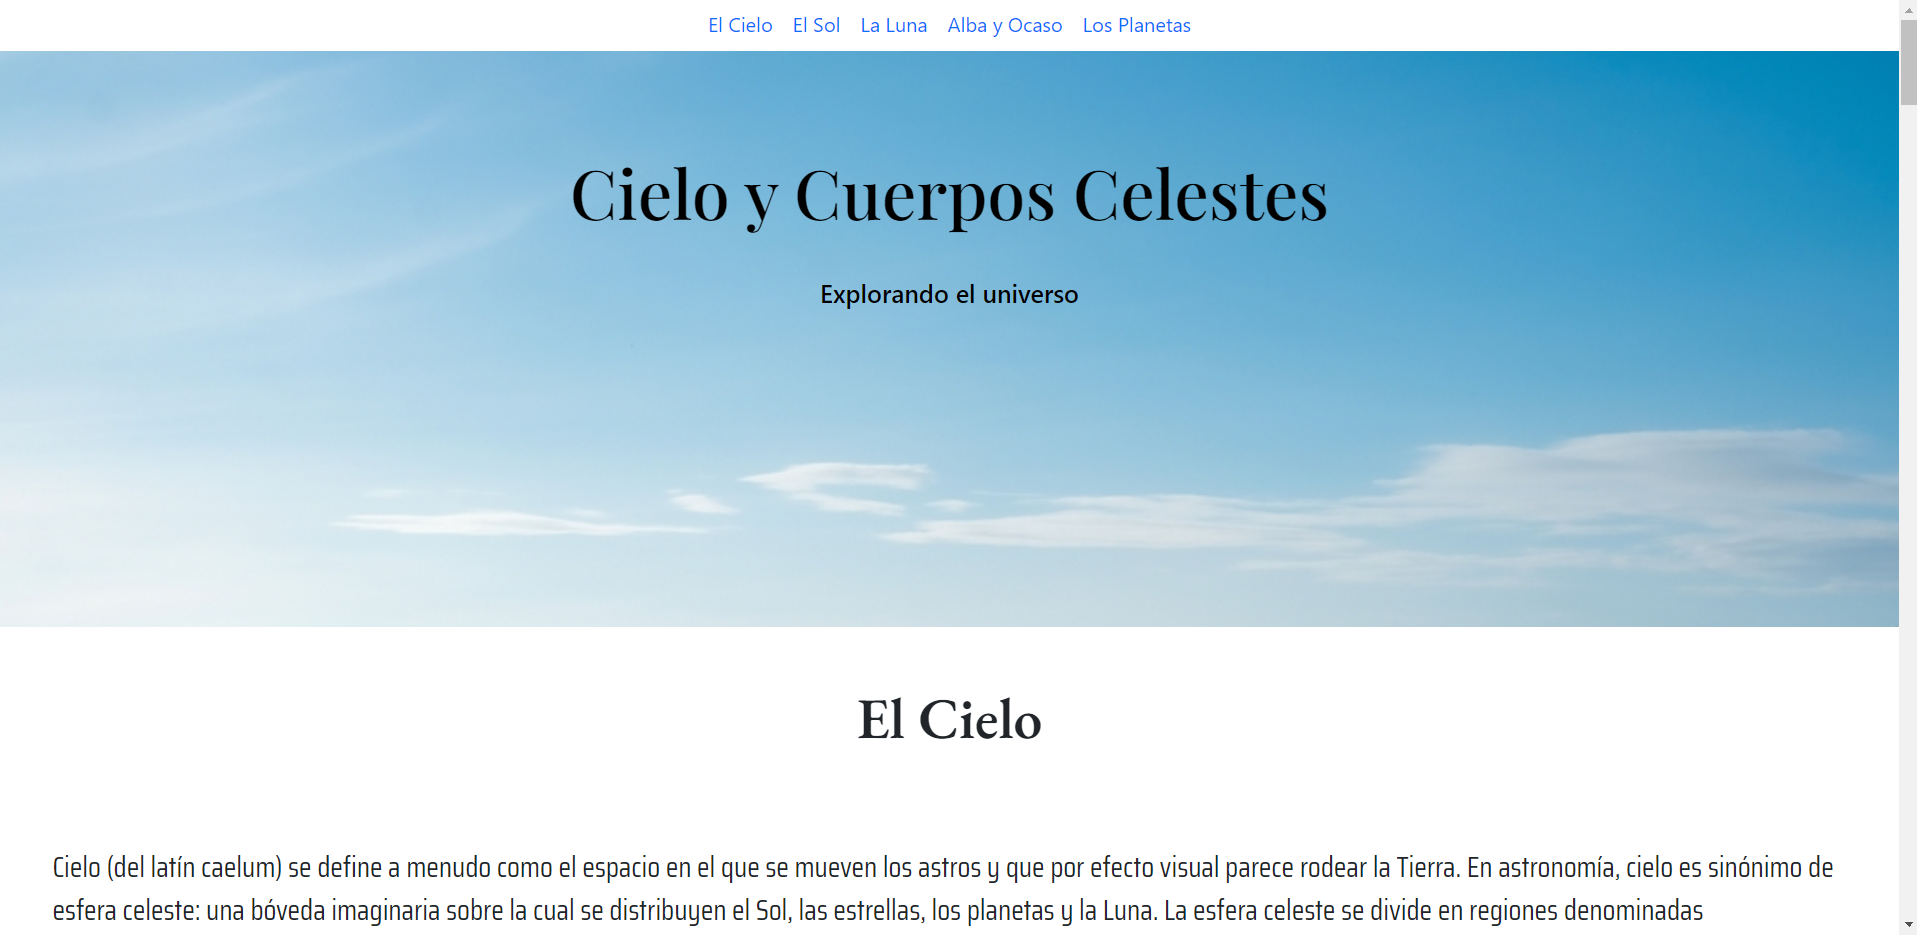 El Cielo El Sol La Luna Alba y Ocaso Los Planetas
Cielo y Cuerpos Celestes
Explorando el universo
El Cielo
Cielo (del latín caelum) se define a menudo como el espacio en el que se mueven los astros y que por efecto visual parece rodear la Tierra. En astronomía, cielo es sinónimo de
esfera celeste: una bóveda imaginaria sobre la cual se distribuyen el Sol, las estrellas, los planetas y la Luna. La esfera celeste se divide en regiones denominadas